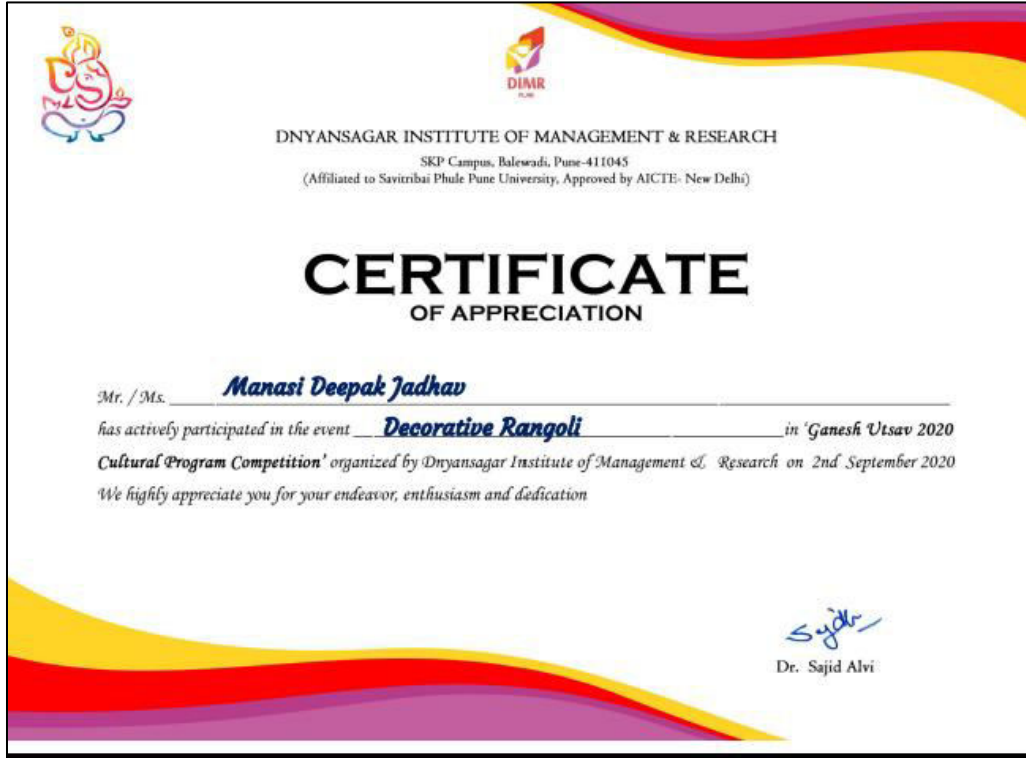 DIMR
PUNE
DNYANSAGAR INSTITUTE OF MANAGEMENT & RESEARCH
SKP Campus, Balewadi, Pune-411045
(Affiliated to Savitribai Phule Pune University, Approved by AICTE- New Delhi)
CERTIFICATE
OF APPRECIATION
Mr. / Ms. Manasi Deepak Jadhav
has actively participated in the event Decorative Rangoli in 'Ganesh Utsav 2020
Cultural Program Competition' organized by Dnyansagar Institute of Management & Research on 2nd September 2020
We highly appreciate you for your endeavor, enthusiasm and dedication
Dr. Sajid Alvi